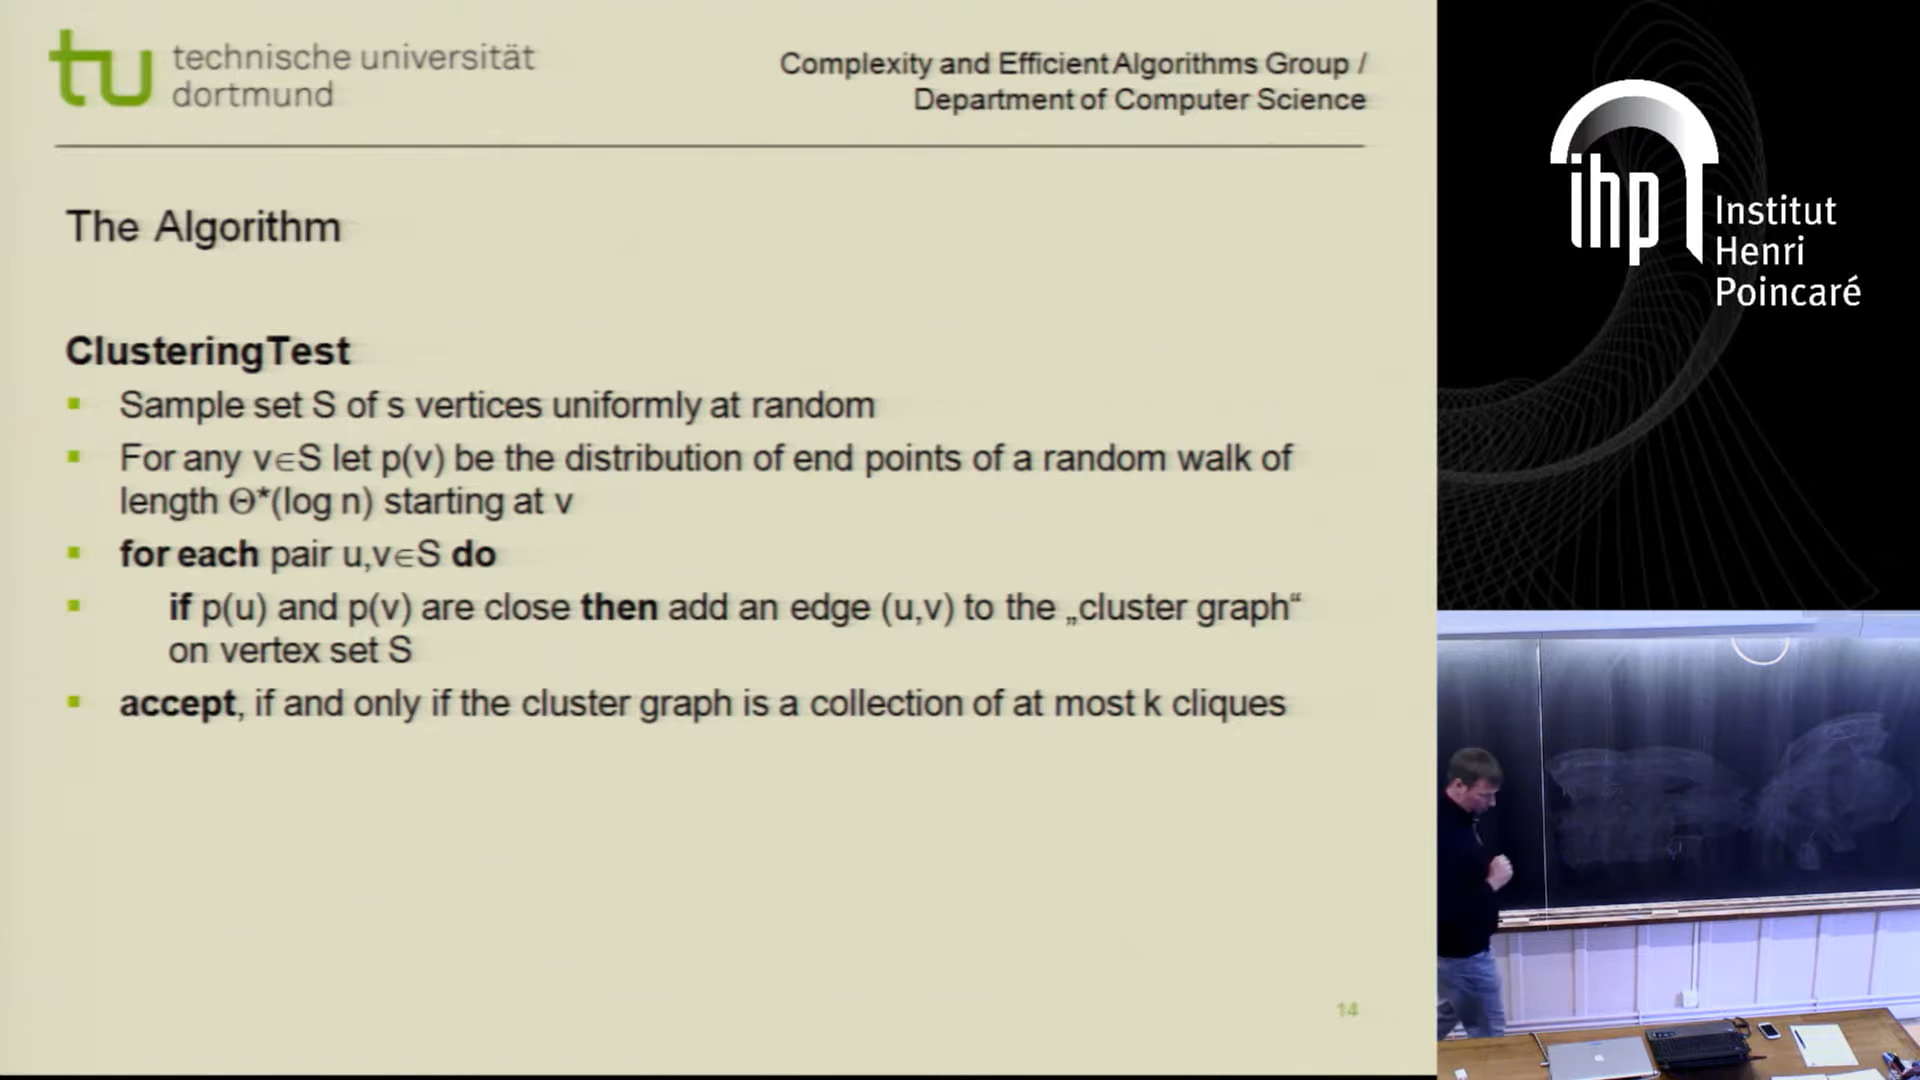 technische universität
dortmund
Complexity and Efficient Algorithms Group /
Department of Computer Science
The Algorithm
ClusteringTest
Sample set S of s vertices uniformly at random
For any v∈S let p(v) be the distribution of end points of a random walk of
length Θ*(log n) starting at v
for each pair u,v∈S do
if p(u) and p(v) are close then add an edge (u,v) to the „cluster graph“
on vertex set S
accept, if and only if the cluster graph is a collection of at most k cliques
14
ihp
Institut
Henri
Poincaré